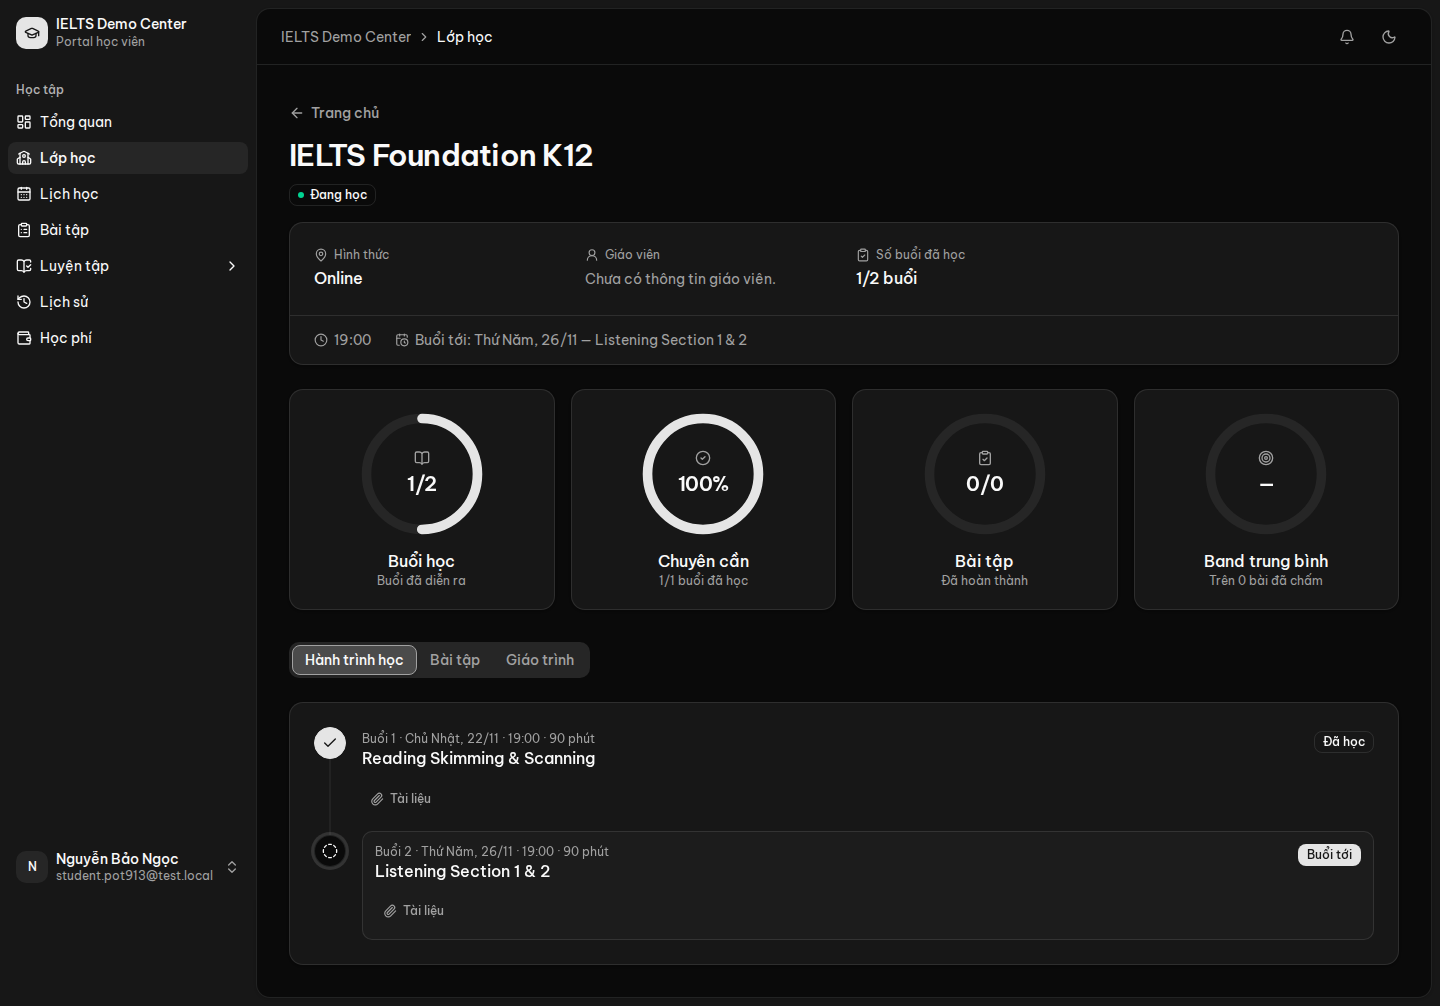 IELTS Demo Center
Portal học viên
Học tập
Tổng quan
Lớp học
Lịch học
Bài tập
Luyện tập
Lịch sử
Học phí
N
Nguyễn Bảo Ngọc
student.pot913@test.local
IELTS Demo Center > Lớp học
Trang chủ
IELTS Foundation K12
Đang học
Hình thức
Online
Giáo viên
Chưa có thông tin giáo viên.
Số buổi đã học
1/2 buổi
19:00
Buổi tới: Thứ Năm, 26/11 — Listening Section 1 & 2
1/2
Buổi học
Buổi đã diễn ra
100%
Chuyên cần
1/1 buổi đã học
0/0
Bài tập
Đã hoàn thành
—
Band trung bình
Trên 0 bài đã chấm
Hành trình học
Bài tập
Giáo trình
Buổi 1 · Chủ Nhật, 22/11 · 19:00 · 90 phút
Đã học
Reading Skimming & Scanning
Tài liệu
Buổi 2 · Thứ Năm, 26/11 · 19:00 · 90 phút
Buổi tới
Listening Section 1 & 2
Tài liệu